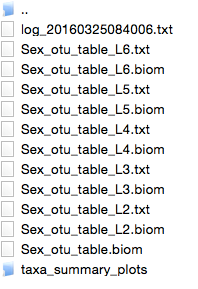 ..
log_20160325084006.txt
Sex_otu_table_L6.txt
Sex_otu_table_L6.biom
Sex_otu_table_L5.txt
Sex_otu_table_L5.biom
Sex_otu_table_L4.txt
Sex_otu_table_L4.biom
Sex_otu_table_L3.txt
Sex_otu_table_L3.biom
Sex_otu_table_L2.txt
Sex_otu_table_L2.biom
Sex_otu_table.biom
taxa_summary_plots